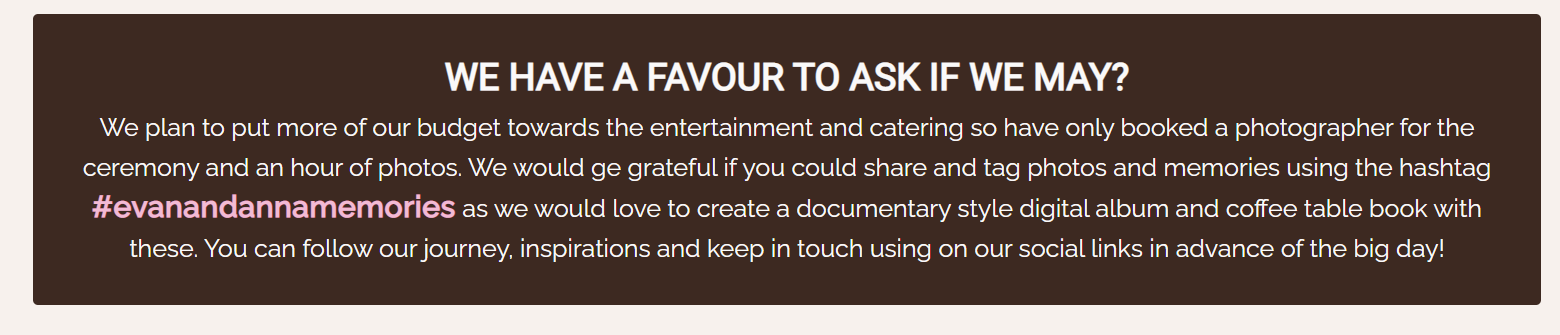 WE HAVE A FAVOUR TO ASK IF WE MAY?
We plan to put more of our budget towards the entertainment and catering so have only booked a photographer for the
ceremony and an hour of photos. We would ge grateful if you could share and tag photos and memories using the hashtag
#evanandannamemories as we would love to create a documentary style digital album and coffee table book with
these. You can follow our journey, inspirations and keep in touch using on our social links in advance of the big day!